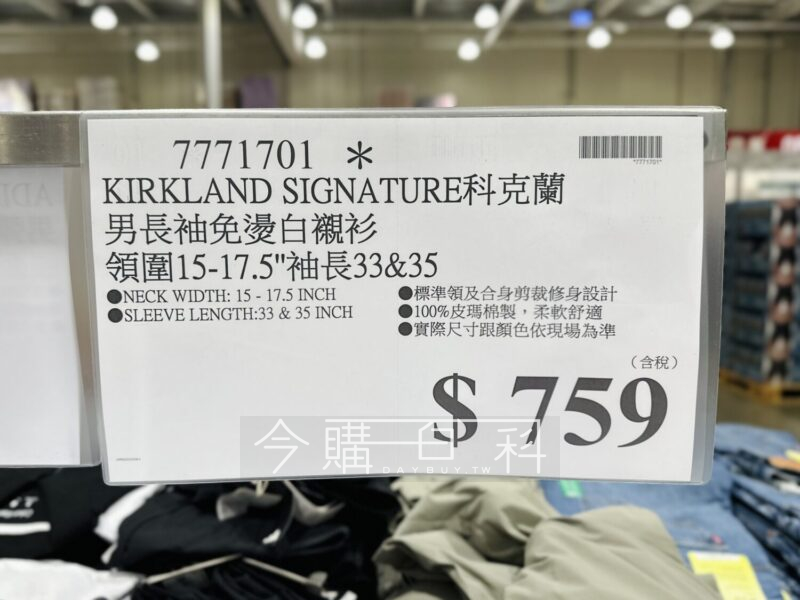 7771701 *
*7771701*
KIRKLAND SIGNATURE科克蘭
男長袖免燙白襯衫
領圍15-17.5"袖長33&35
●NECK WIDTH: 15 - 17.5 INCH
●SLEEVE LENGTH:33 & 35 INCH
●標準領及合身剪裁修身設計
●100%皮瑪棉製，柔軟舒適
●實際尺寸跟顏色依現場為準
（含稅）
$ 759
今購百科
DAYBUY.TW